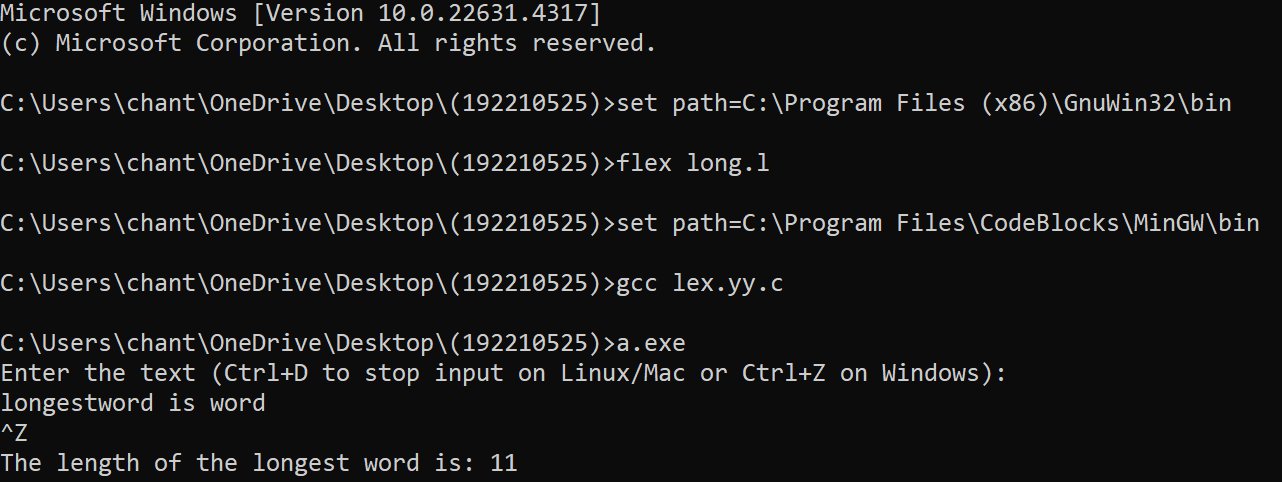 Microsoft Windows [Version 10.0.22631.4317]
(c) Microsoft Corporation. All rights reserved.
C:\Users\chant\OneDrive\Desktop\(192210525)>set path=C:\Program Files (x86)\GnuWin32\bin
C:\Users\chant\OneDrive\Desktop\(192210525)>flex long.l
C:\Users\chant\OneDrive\Desktop\(192210525)>set path=C:\Program Files\CodeBlocks\MinGW\bin
C:\Users\chant\OneDrive\Desktop\(192210525)>gcc lex.yy.c
C:\Users\chant\OneDrive\Desktop\(192210525)>a.exe
Enter the text (Ctrl+D to stop input on Linux/Mac or Ctrl+Z on Windows):
longestword is word
^Z
The length of the longest word is: 11